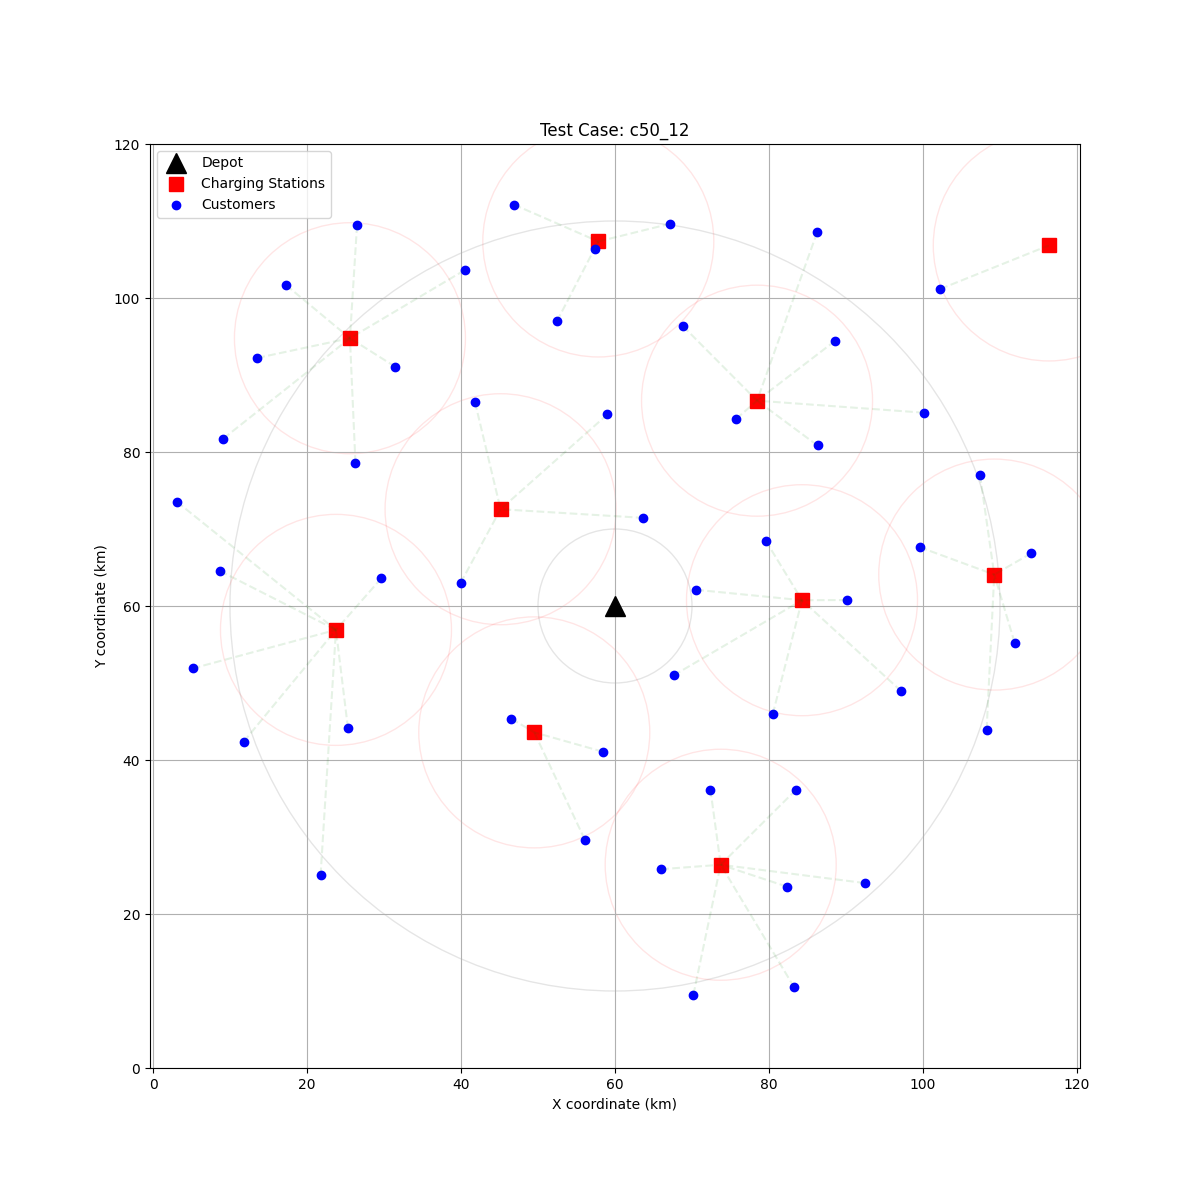 Test Case: c50_12
120
100
80
60
40
20
0
Y coordinate (km)
Depot
Charging Stations
Customers
0 20 40 60 80 100 120
X coordinate (km)